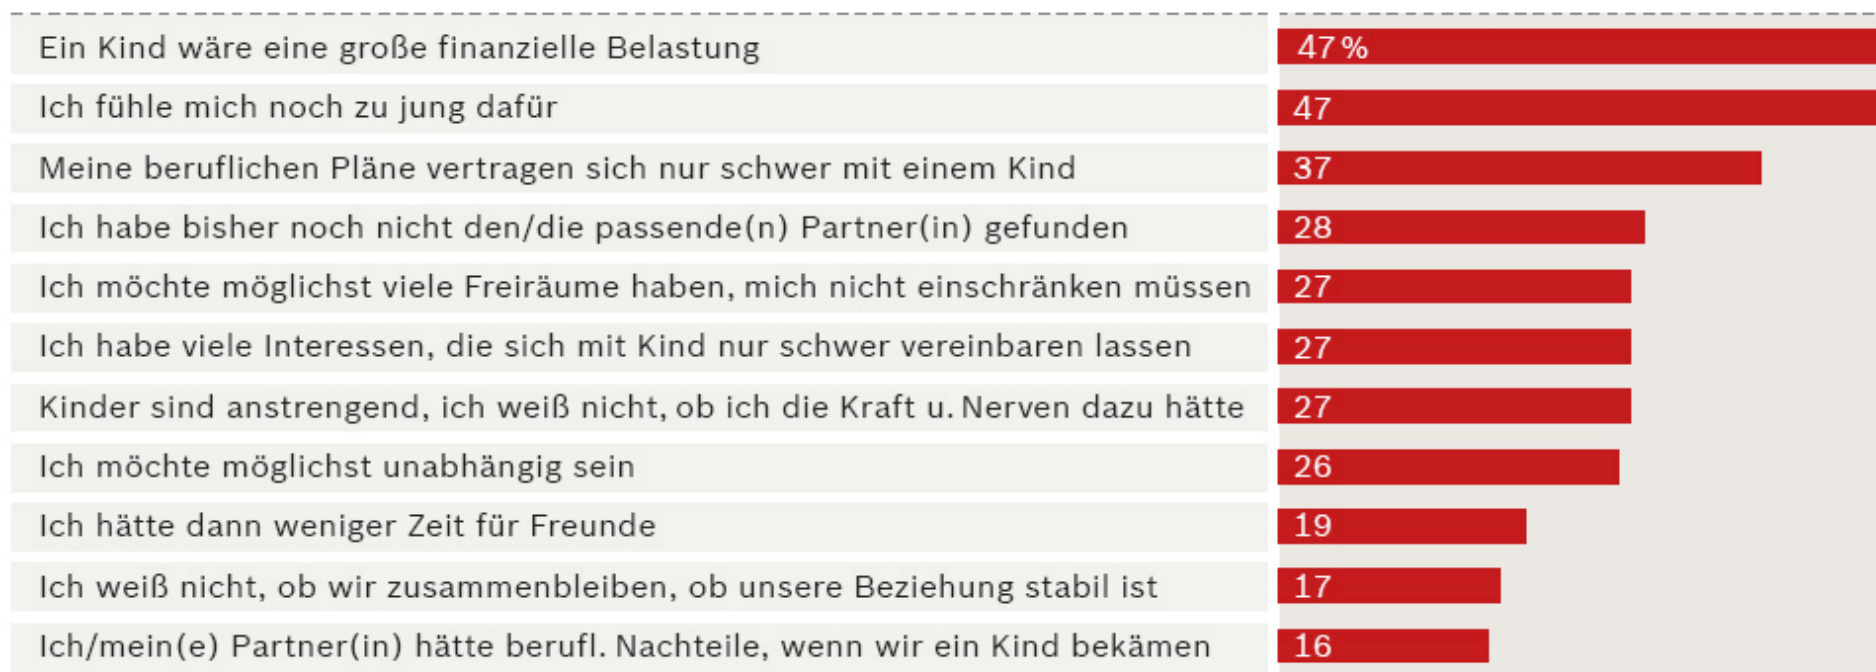 Ein Kind wäre eine große finanzielle Belastung 47%
Ich fühle mich noch zu jung dafür 47
Meine beruflichen Pläne vertragen sich nur schwer mit einem Kind 37
Ich habe bisher noch nicht den/die passende(n) Partner(in) gefunden 28
Ich möchte möglichst viele Freiräume haben, mich nicht einschränken müssen 27
Ich habe viele Interessen, die sich mit Kind nur schwer vereinbaren lassen 27
Kinder sind anstrengend, ich weiß nicht, ob ich die Kraft u. Nerven dazu hätte 27
Ich möchte möglichst unabhängig sein 26
Ich hätte dann weniger Zeit für Freunde 19
Ich weiß nicht, ob wir zusammenbleiben, ob unsere Beziehung stabil ist 17
Ich/mein(e) Partner(in) hätte berufl. Nachteile, wenn wir ein Kind bekämen 16